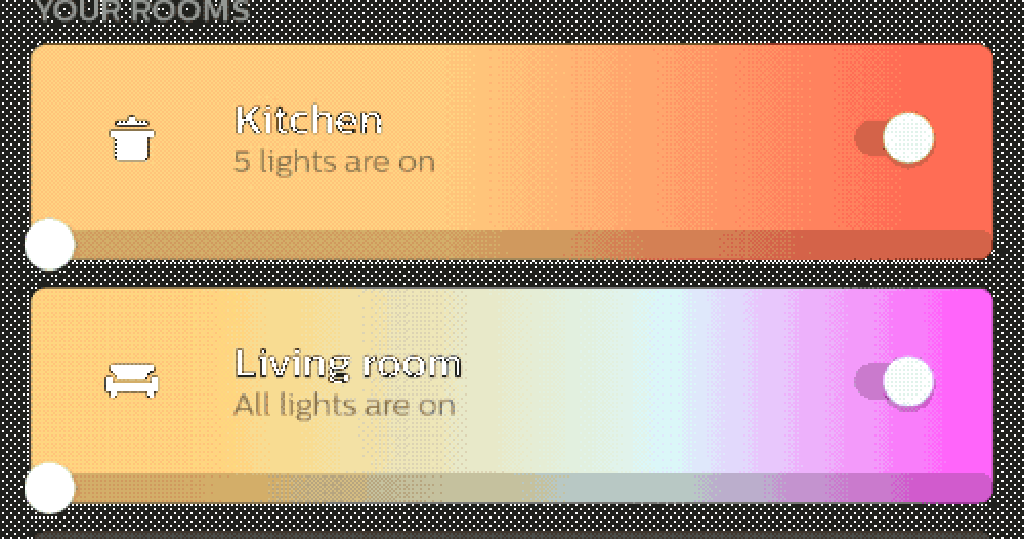 YOUR ROOMS
Kitchen
5 lights are on
Living room
All lights are on